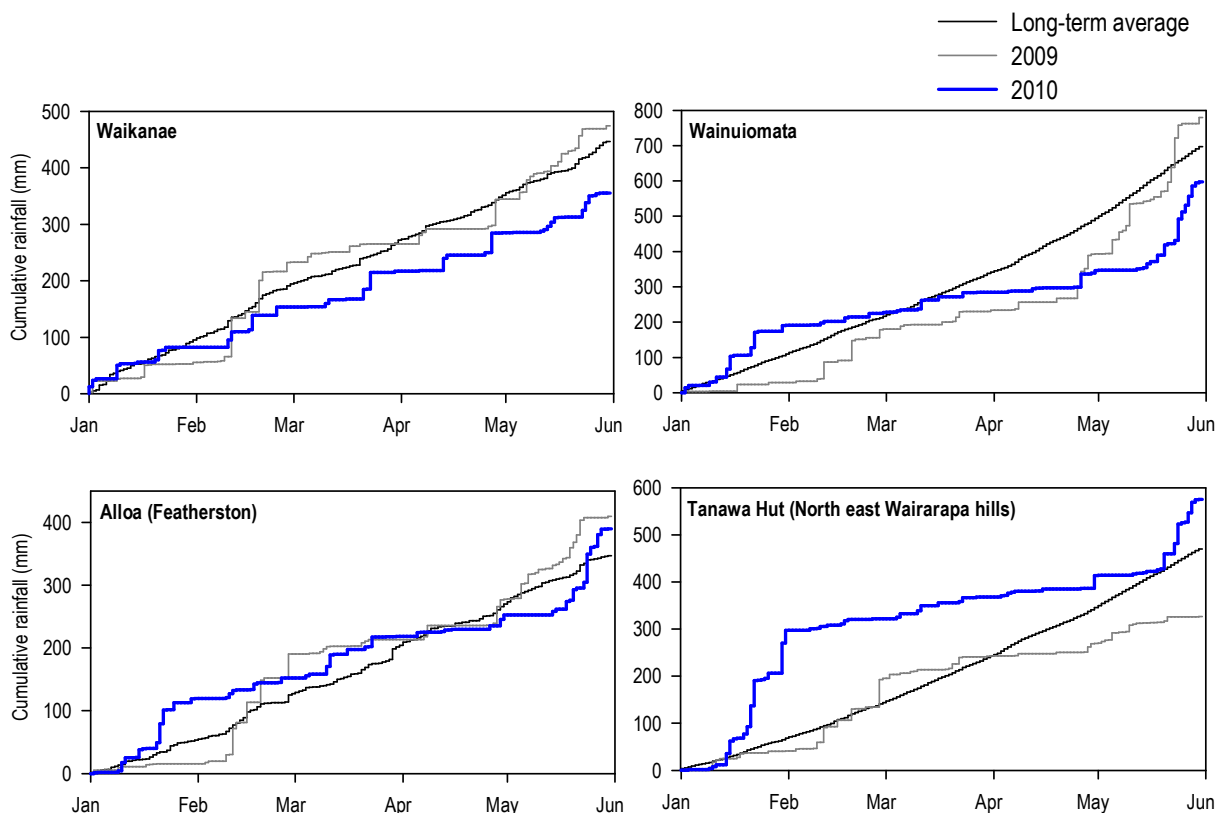 Long-term average
2009
2010
Waikanae
Cumulative rainfall (mm)
500
400
300
200
100
0
Jan Feb Mar Apr May Jun
Wainuiomata
800
700
600
500
400
300
200
100
0
Jan Feb Mar Apr May Jun
Alloa (Featherston)
Cumulative rainfall (mm)
400
300
200
100
0
Jan Feb Mar Apr May Jun
Tanawa Hut (North east Wairarapa hills)
600
500
400
300
200
100
0
Jan Feb Mar Apr May Jun